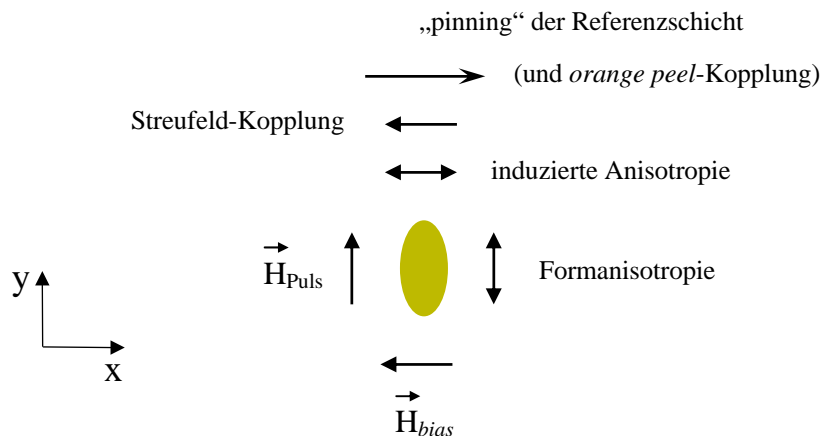 „pinning“ der Referenzschicht
(und orange peel-Kopplung)
Streufeld-Kopplung
induzierte Anisotropie
H⃗Puls
Formanisotropie
y
x
H⃗bias